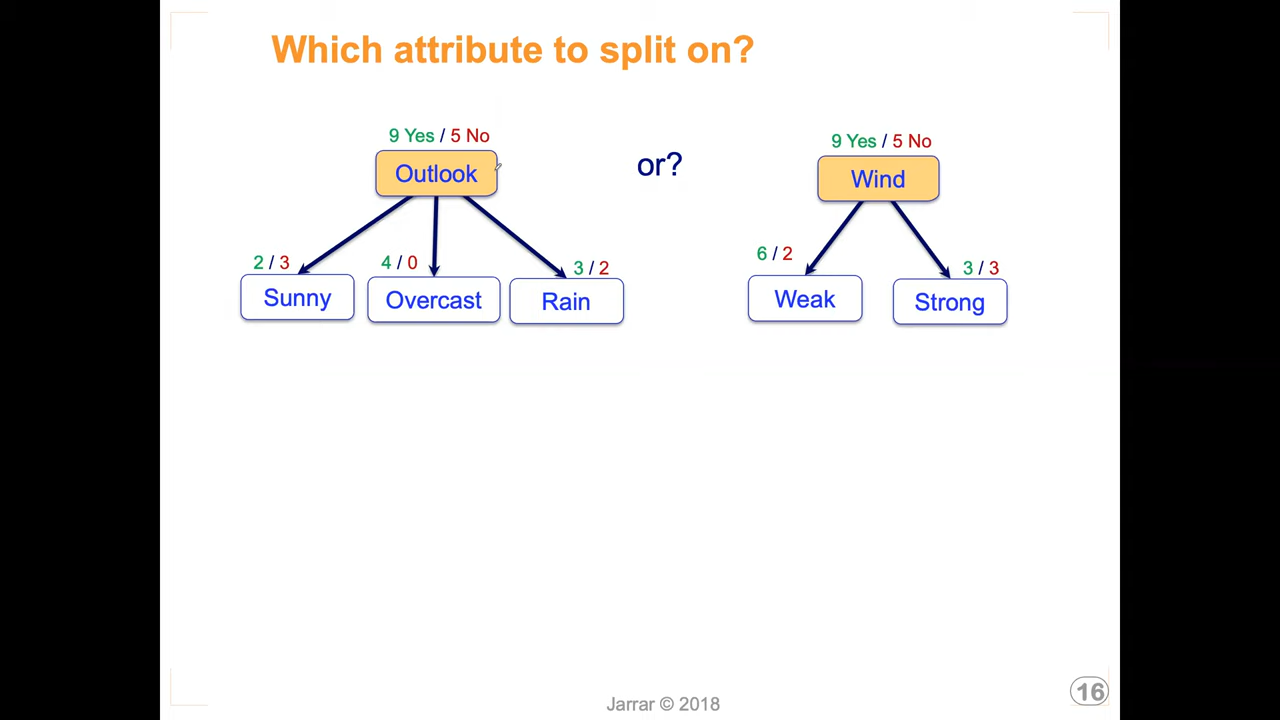 Which attribute to split on?
9 Yes / 5 No
Outlook
2 / 3
4 / 0
3 / 2
Sunny
Overcast
Rain
or?
9 Yes / 5 No
Wind
6 / 2
3 / 3
Weak
Strong
Jarrar © 2018
16